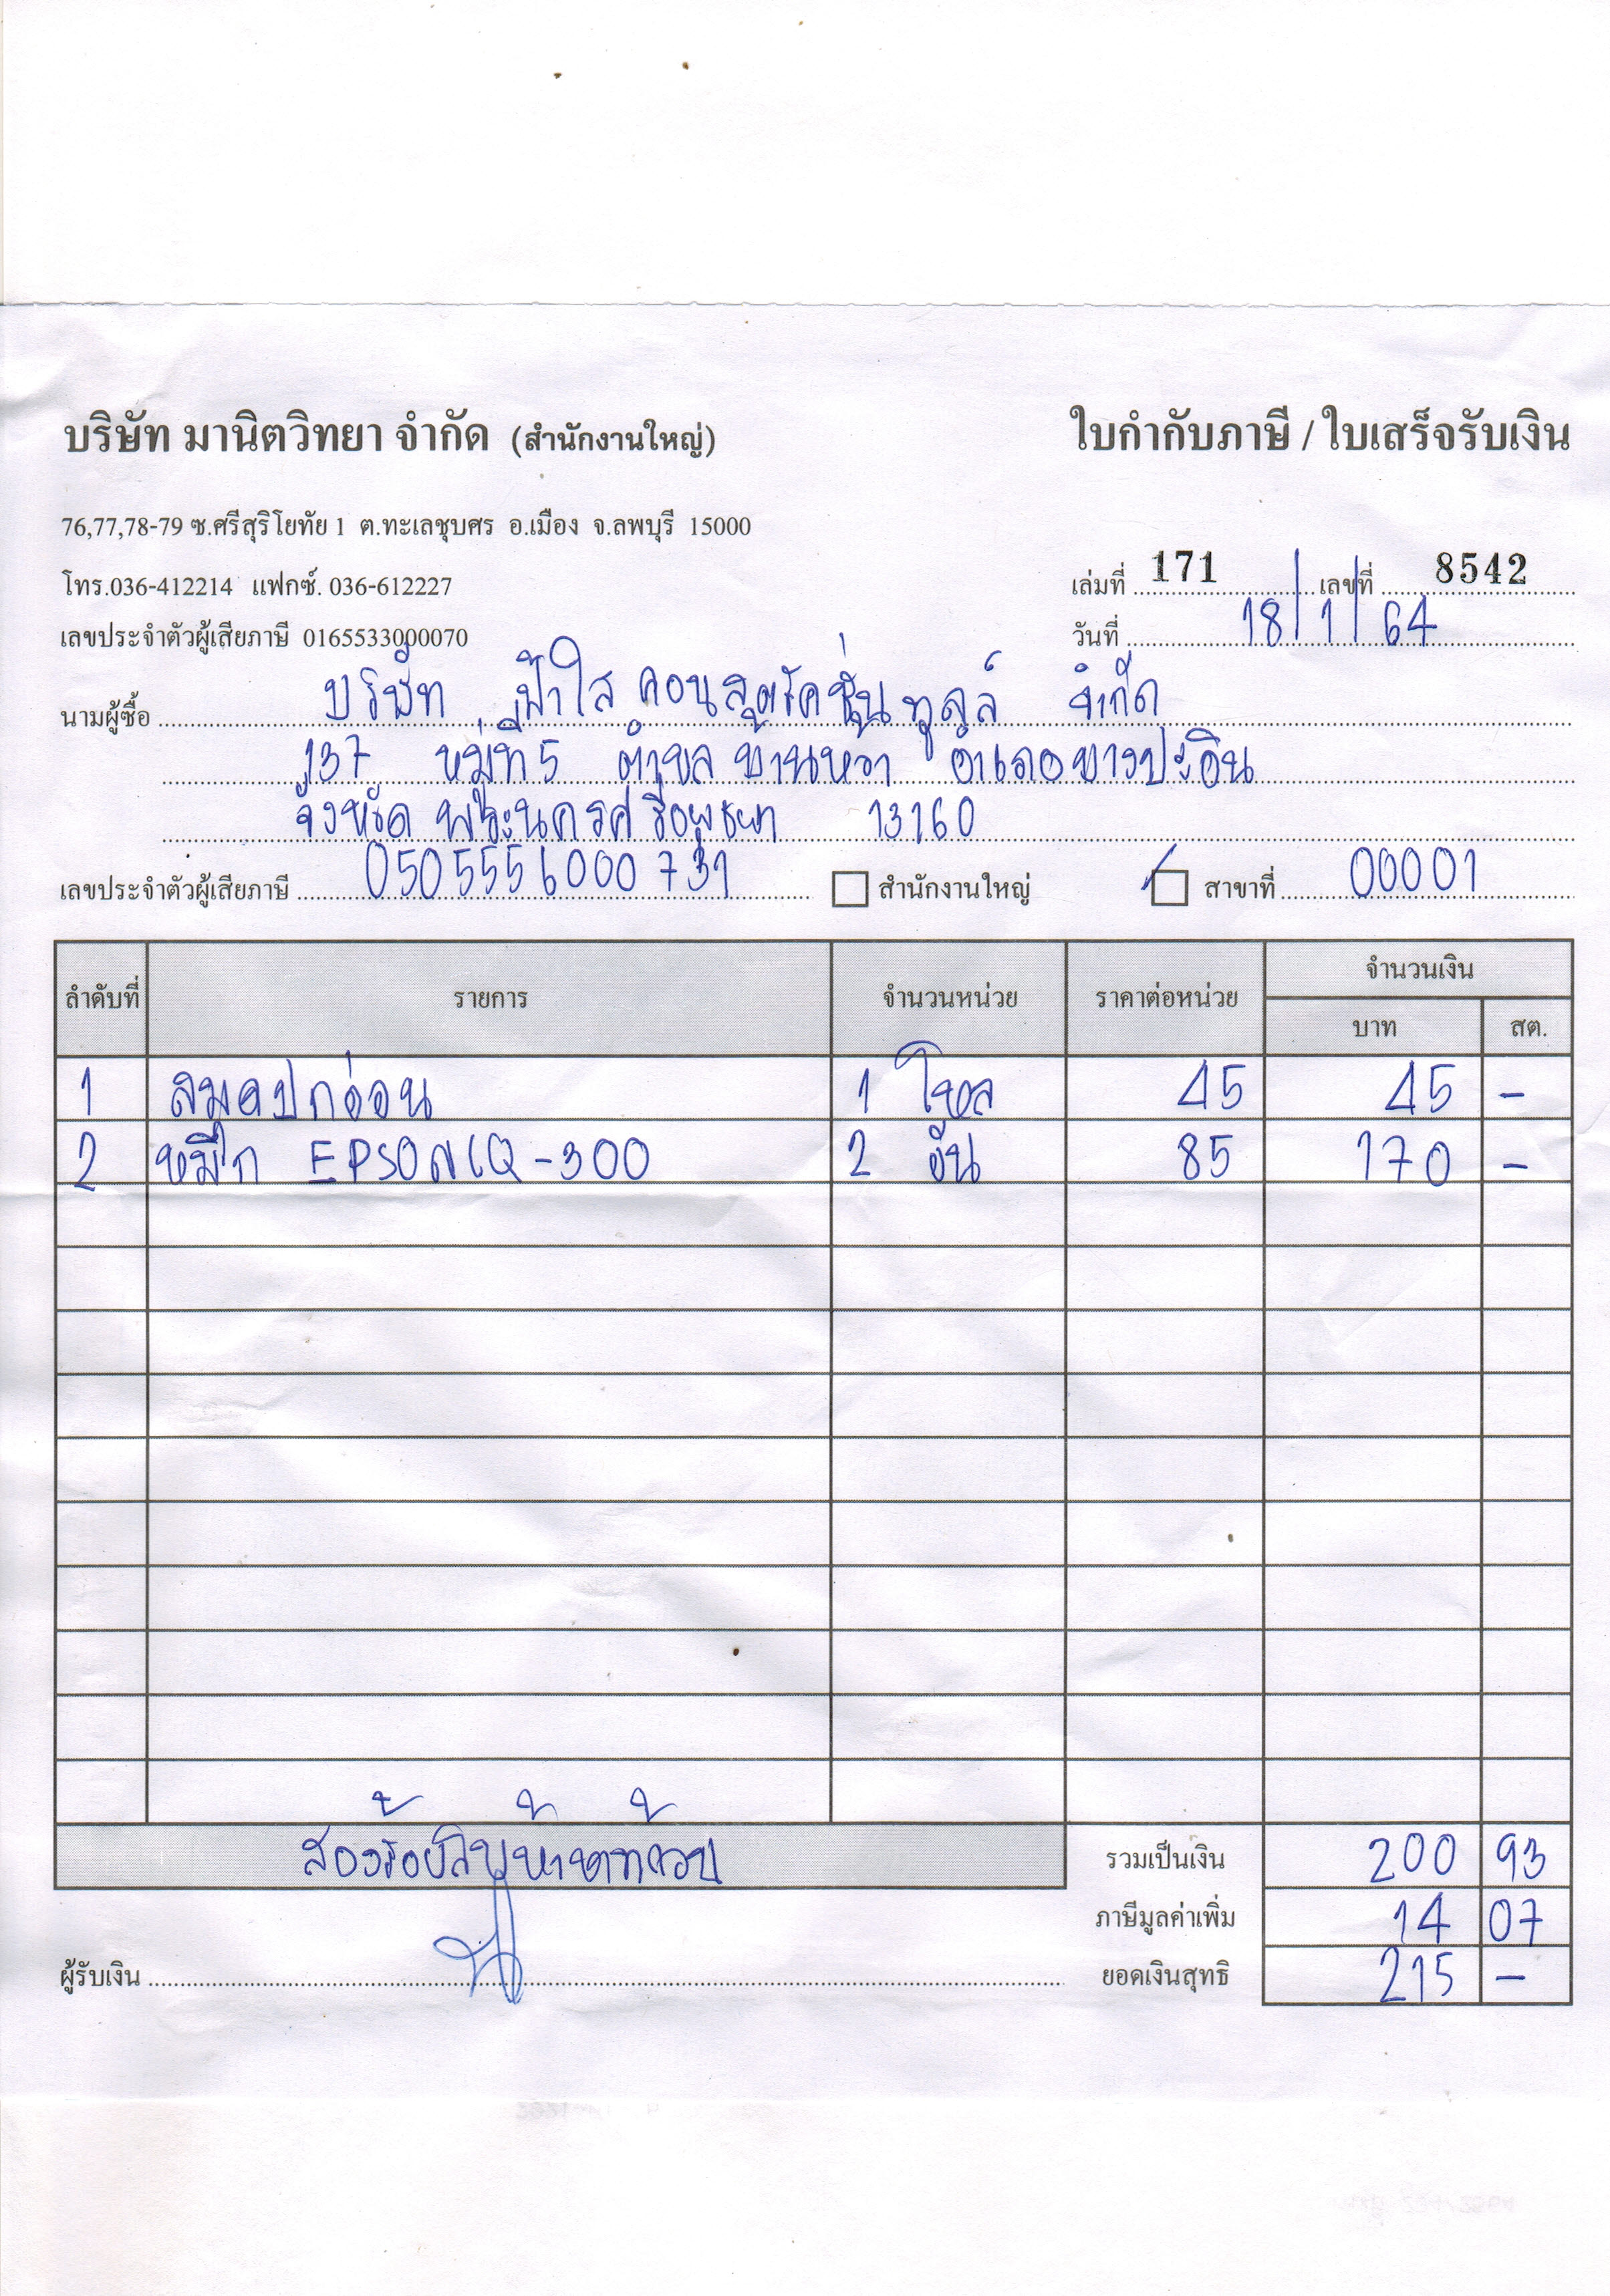 บริษัท มานิตวิทยา จำกัด (สำนักงานใหญ่) ใบกำกับภาษี / ใบเสร็จรับเงิน
76,77,78-79 ซ.ศรีสุริโยทัย 1 ต.ทะเลชุบศร อ.เมือง จ.ลพบุรี 15000
โทร.036-412214 แฟกซ์. 036-612227 เล่มที่ 171 เลขที่ 8542
เลขประจำตัวผู้เสียภาษี 0165533000070 วันที่ 18/1/64
นามผู้ซื้อ บริษัท ฟ้าใส คอนสตรัคชั่น ทูลส์ จำกัด
137 หมู่ที่ 5 ตำบล บ้านหว้า อำเภอ บางปะอิน
จังหวัด พระนครศรีอยุธยา 13160
เลขประจำตัวผู้เสียภาษี 0505556000731 สำนักงานใหญ่ สาขาที่ 00001
ลำดับที่ รายการ จำนวนหน่วย ราคาต่อหน่วย จำนวนเงิน
บาท สต.
1 สมุดปกอ่อน 1 โหล 45 45 -
2 หมึก EPSON LQ-300 2 อัน 85 170 -
สองร้อยสิบห้าบาทถ้วน รวมเป็นเงิน 200 93
ภาษีมูลค่าเพิ่ม 14 07
ผู้รับเงิน ยอดเงินสุทธิ 215 -